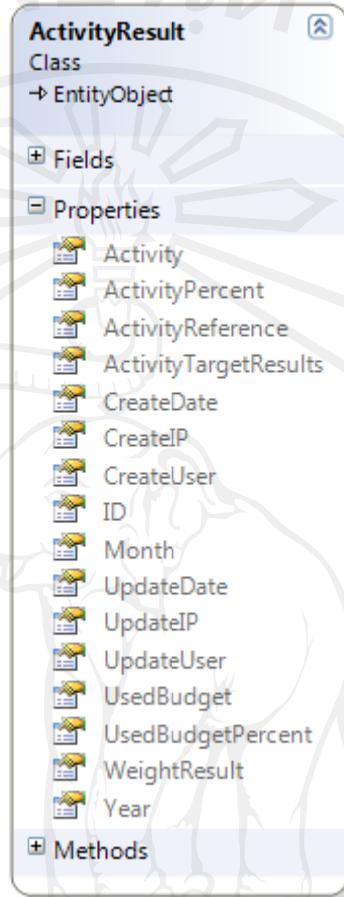 ActivityResult
Class
EntityObject
Fields
Properties
Activity
ActivityPercent
ActivityReference
ActivityTargetResults
CreateDate
CreateIP
CreateUser
ID
Month
UpdateDate
UpdateIP
UpdateUser
UsedBudget
UsedBudgetPercent
WeightResult
Year
Methods